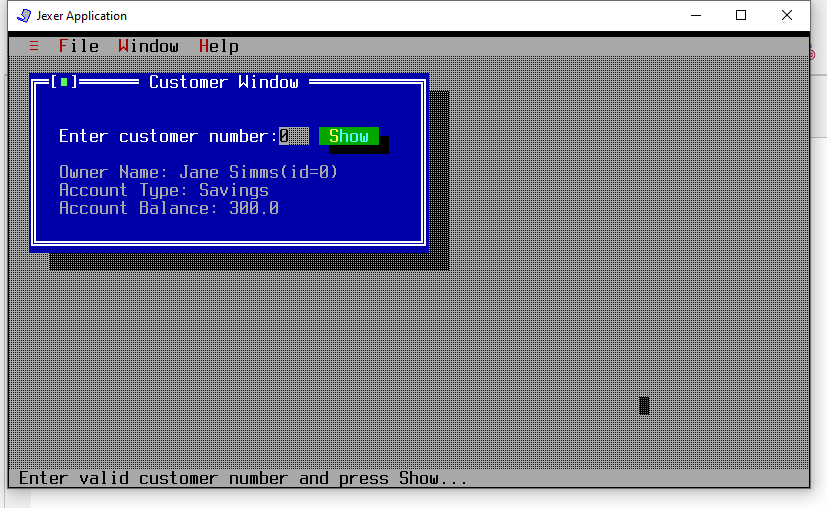 Jexer Application
≡ File Window Help
Customer Window
Enter customer number:0 Show
Owner Name: Jane Simms(id=0)
Account Type: Savings
Account Balance: 300.0
Enter valid customer number and press Show...